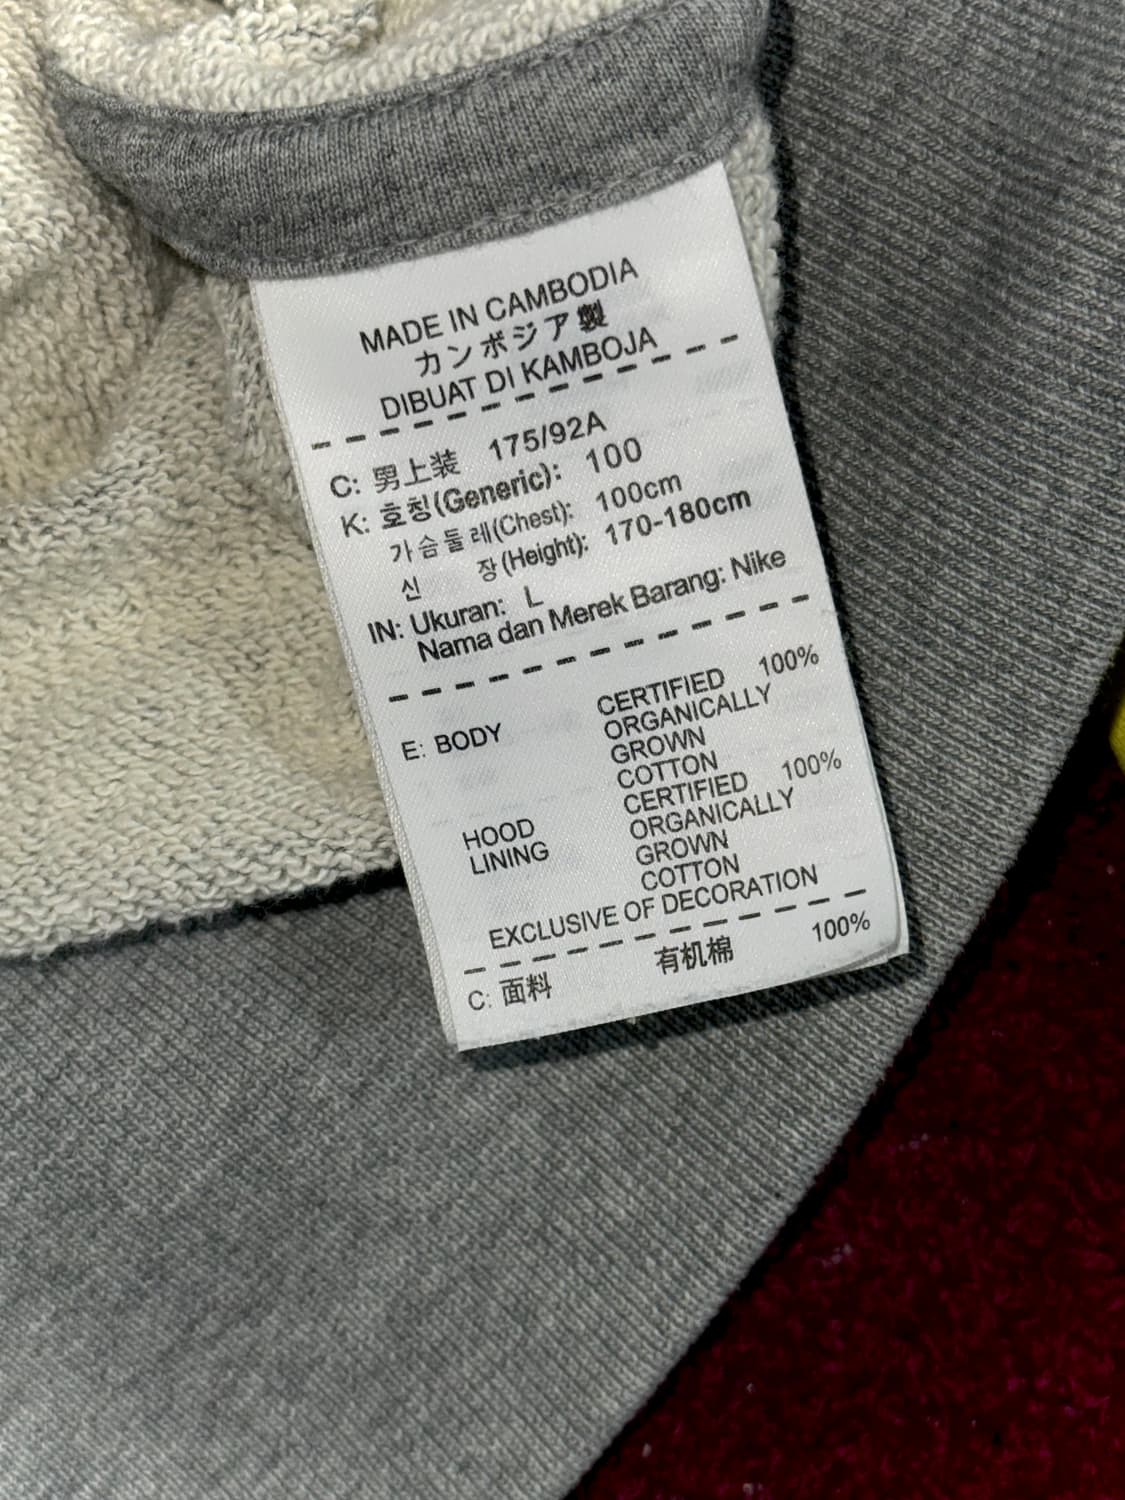 MADE IN CAMBODIA
カンボジア製
DIBUAT DI KAMBOJA
C: 男上装 175/92A
K: 호칭(Generic): 100
가슴둘레(Chest): 100cm
신 장(Height): 170-180cm
IN: Ukuran: L
Nama dan Merek Barang: Nike
E: BODY CERTIFIED 100%
ORGANICALLY
GROWN
COTTON
HOOD CERTIFIED 100%
LINING ORGANICALLY
GROWN
COTTON
EXCLUSIVE OF DECORATION
C: 面料 有机棉 100%